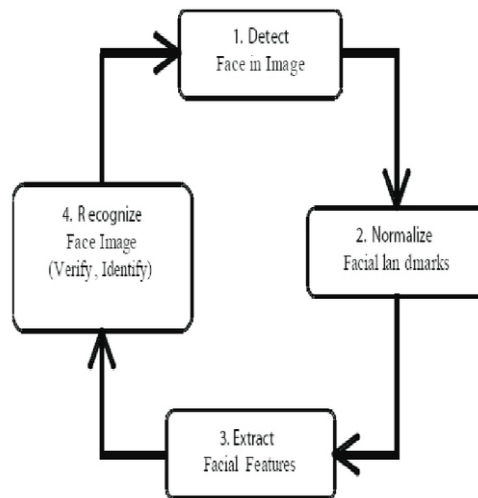 1. Detect
Face in Image
2. Normalize
Facial lan dmarks
3. Extract
Facial Features
4. Recognize
Face Image
(Verify, Identify)